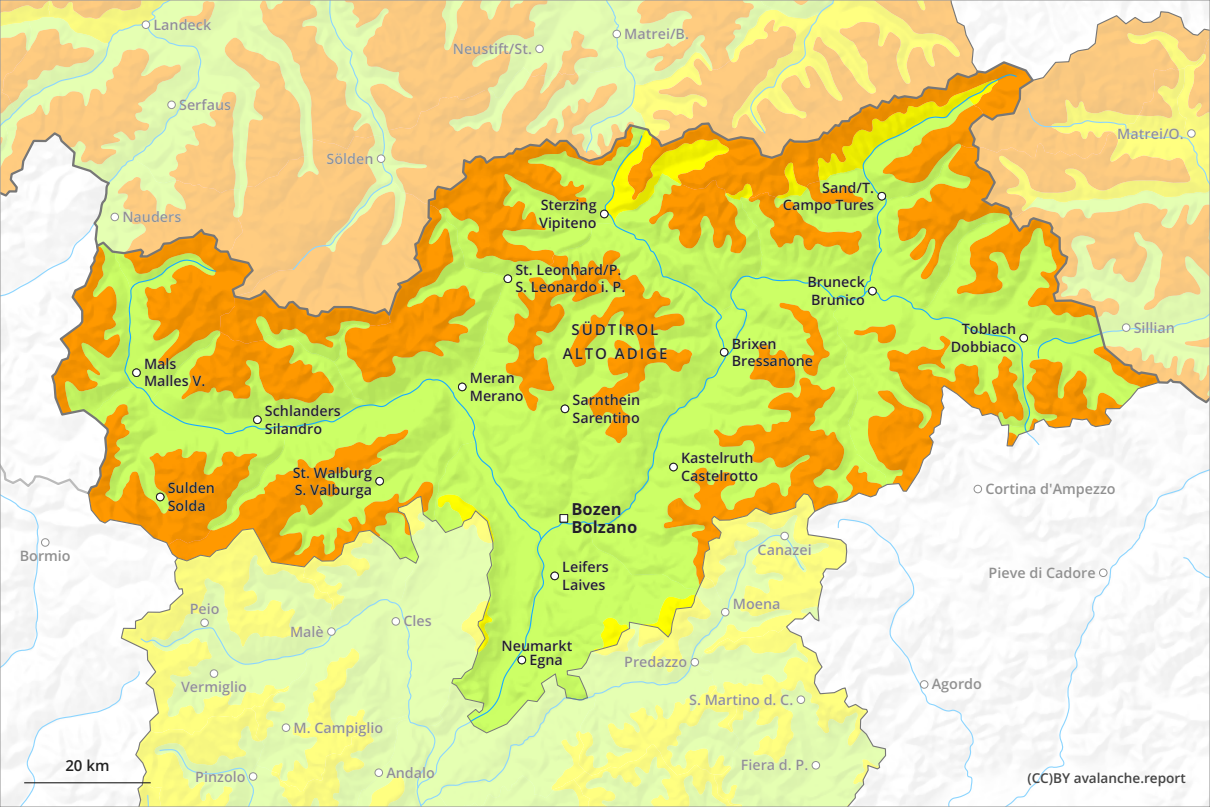 Landeck
Neustift/St.
Matrei/B.
Serfaus
Matrei/O.
Sölden
Nauders
Sterzing
Vipiteno
Sand/T.
Campo Tures
St. Leonhard/P.
S. Leonardo i. P.
Bruneck
Brunico
SÜDTIROL
ALTO ADIGE
Toblach
Dobbiaco
Sillian
Brixen
Bressanone
Mals
Malles V.
Meran
Merano
Schlanders
Silandro
Sarnthein
Sarentino
Kastelruth
Castelrotto
St. Walburg
S. Valburga
Sulden
Solda
Cortina d'Ampezzo
Bozen
Bolzano
Bormio
Canazei
Leifers
Laives
Pieve di Cadore
Peio
Moena
Malè
Cles
Neumarkt
Egna
Predazzo
Vermiglio
Agordo
S. Martino d. C.
M. Campiglio
20 km
Pinzolo
Andalo
Fiera d. P.
(CC)BY avalanche.report